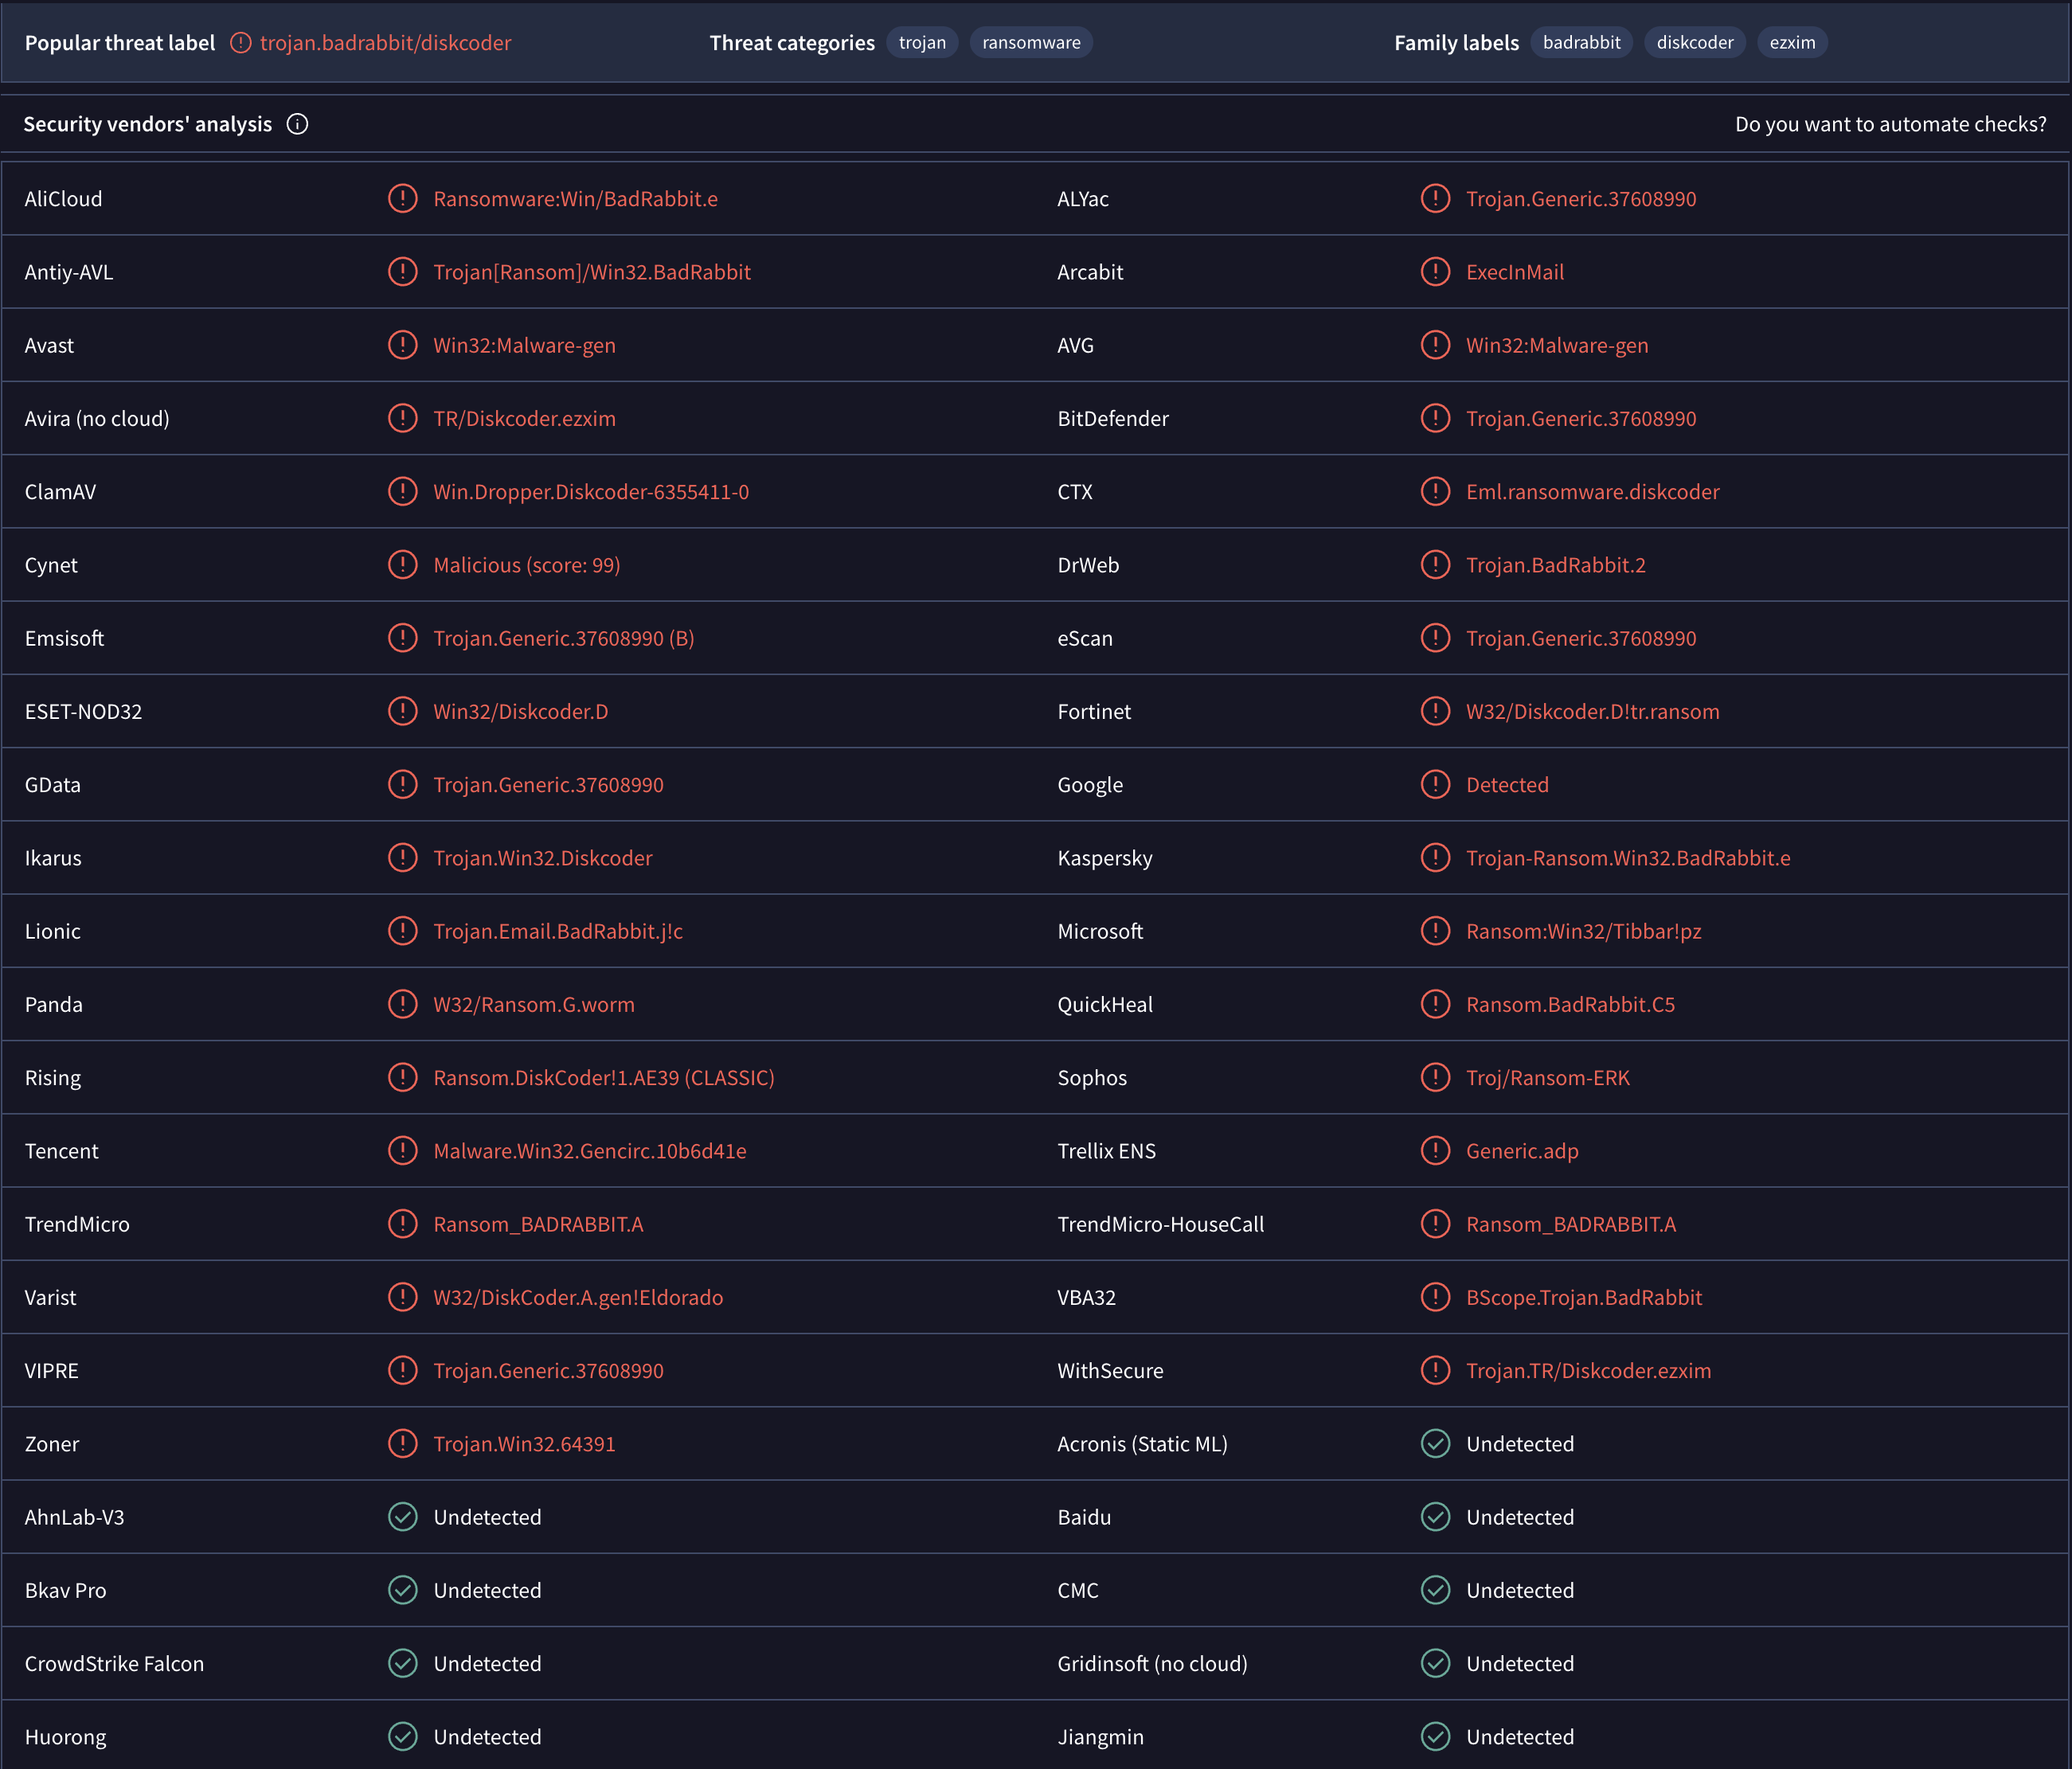 Popular threat label trojan.badrabbit/diskcoder Threat categories trojan ransomware Family labels badrabbit diskcoder ezxim
Security vendors' analysis Do you want to automate checks?
AliCloud Ransomware:Win/BadRabbit.e ALYac Trojan.Generic.37608990
Antiy-AVL Trojan[Ransom]/Win32.BadRabbit Arcabit ExecInMail
Avast Win32:Malware-gen AVG Win32:Malware-gen
Avira (no cloud) TR/Diskcoder.ezxim BitDefender Trojan.Generic.37608990
ClamAV Win.Dropper.Diskcoder-6355411-0 CTX Eml.ransomware.diskcoder
Cynet Malicious (score: 99) DrWeb Trojan.BadRabbit.2
Emsisoft Trojan.Generic.37608990 (B) eScan Trojan.Generic.37608990
ESET-NOD32 Win32/Diskcoder.D Fortinet W32/Diskcoder.D!tr.ransom
GData Trojan.Generic.37608990 Google Detected
Ikarus Trojan.Win32.Diskcoder Kaspersky Trojan-Ransom.Win32.BadRabbit.e
Lionic Trojan.Email.BadRabbit.j!c Microsoft Ransom:Win32/Tibbar!pz
Panda W32/Ransom.G.worm QuickHeal Ransom.BadRabbit.C5
Rising Ransom.DiskCoder!1.AE39 (CLASSIC) Sophos Troj/Ransom-ERK
Tencent Malware.Win32.Gencirc.10b6d41e Trellix ENS Generic.adp
TrendMicro Ransom_BADRABBIT.A TrendMicro-HouseCall Ransom_BADRABBIT.A
Varist W32/DiskCoder.A.gen!Eldorado VBA32 BScope.Trojan.BadRabbit
VIPRE Trojan.Generic.37608990 WithSecure Trojan.TR/Diskcoder.ezxim
Zoner Trojan.Win32.64391 Acronis (Static ML) Undetected
AhnLab-V3 Undetected Baidu Undetected
Bkav Pro Undetected CMC Undetected
CrowdStrike Falcon Undetected Gridinsoft (no cloud) Undetected
Huorong Undetected Jiangmin Undetected